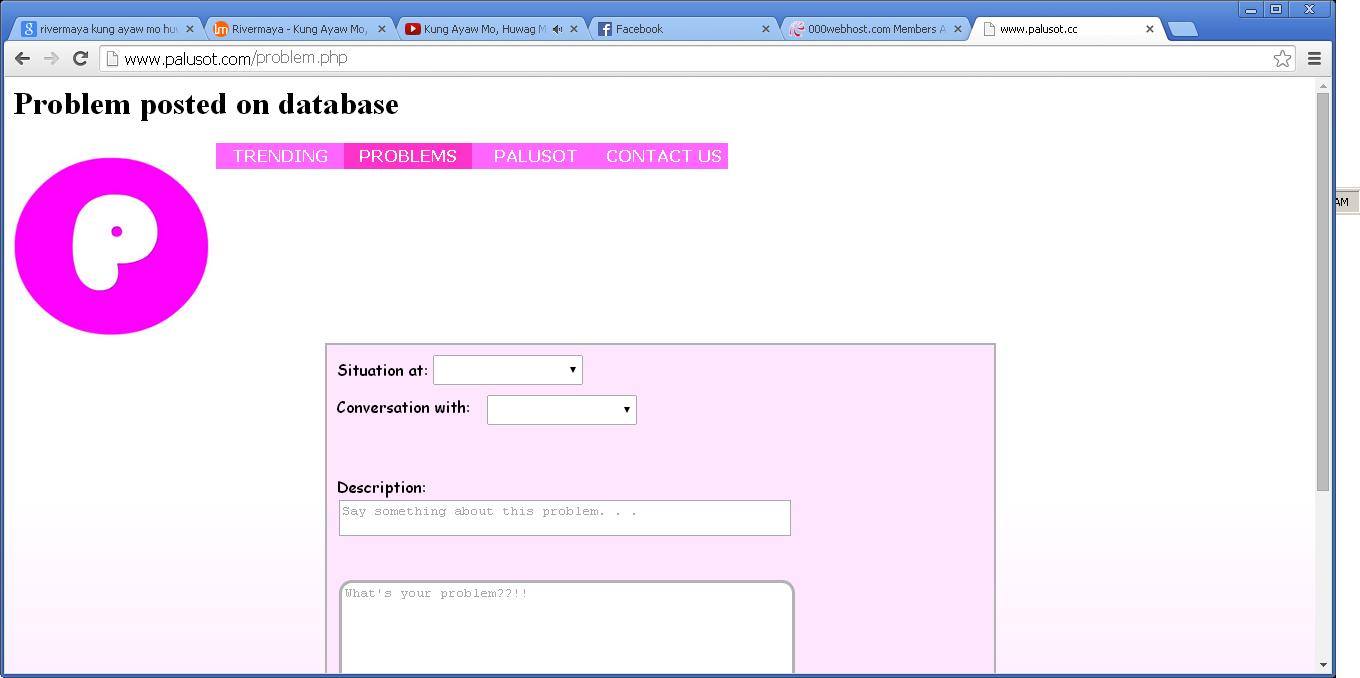 rivermaya kung ayaw mo hu
Rivermaya - Kung Ayaw Mo,
Kung Ayaw Mo, Huwag M
Facebook
000webhost.com Members A
www.palusot.cc
www.palusot.com/problem.php
Problem posted on database
TRENDING PROBLEMS PALUSOT CONTACT US
P
AM
Situation at:
Conversation with:
Description:
Say something about this problem. . .
What's your problem??!!